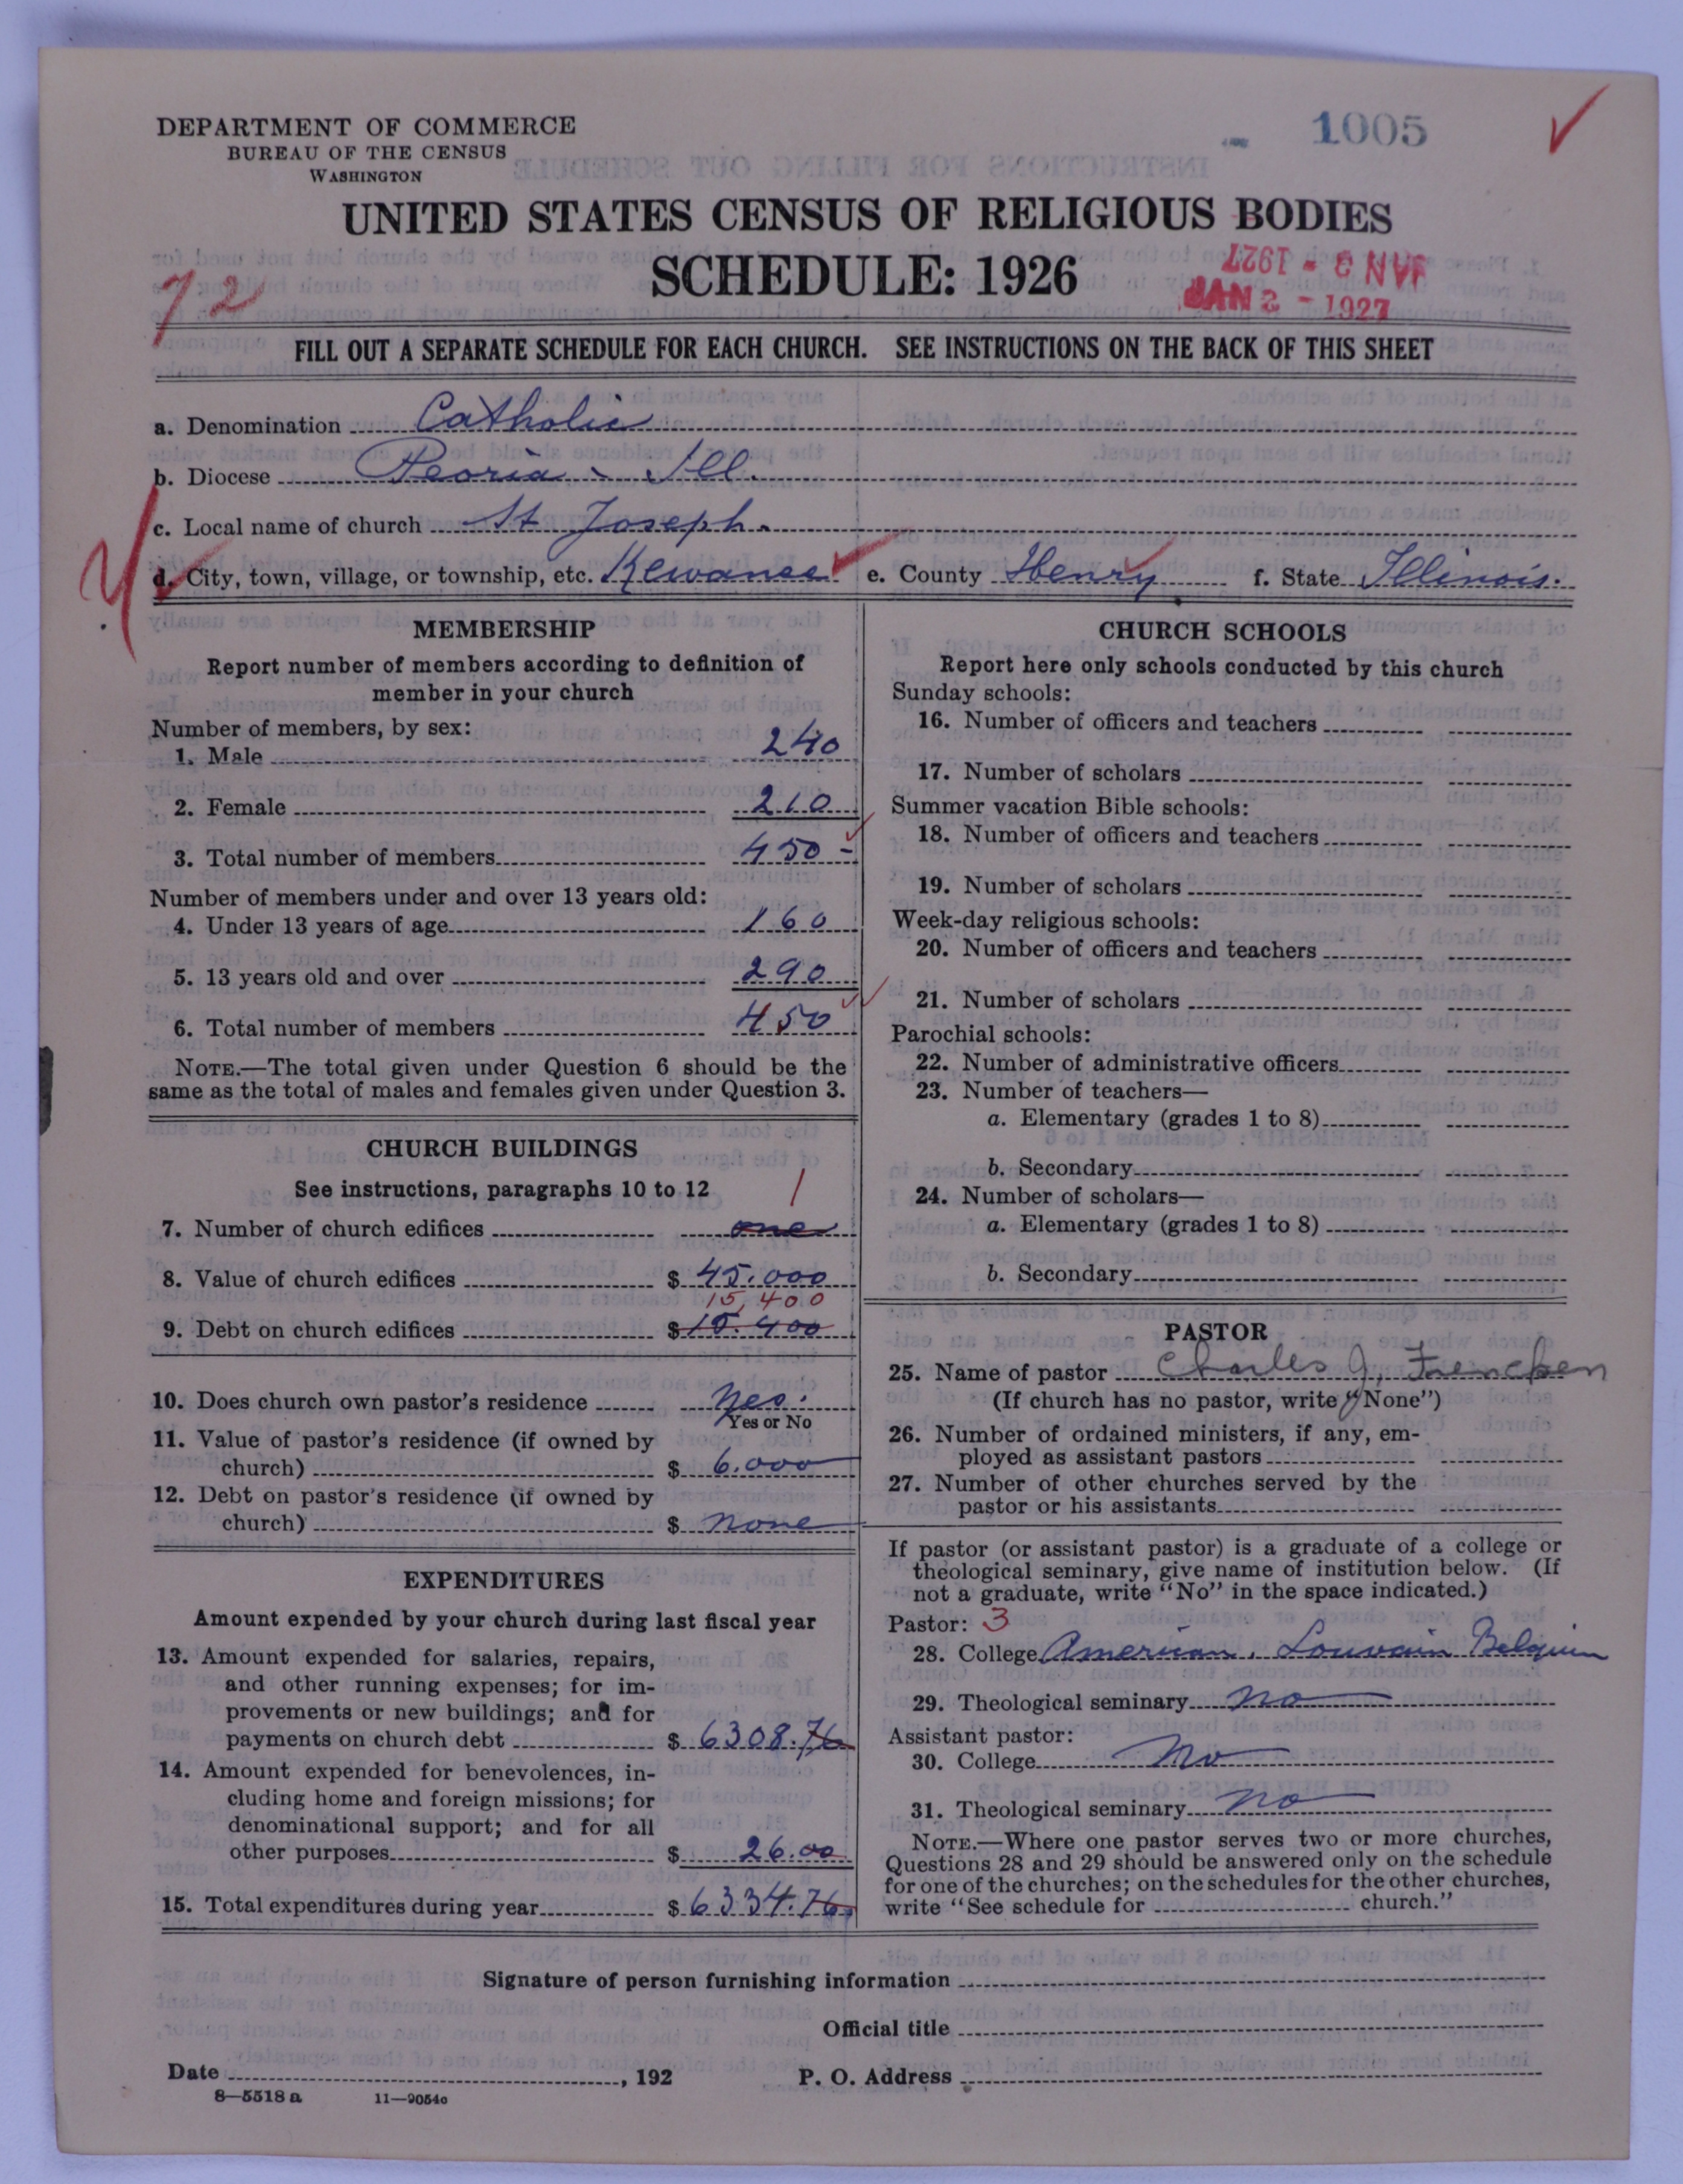 DEPARTMENT OF COMMERCE
BUREAU OF THE CENSUS
WASHINGTON
1005
UNITED STATES CENSUS OF RELIGIOUS BODIES
SCHEDULE: 1926
JAN 3 - 1927
JAN 3 - 1927
72
FILL OUT A SEPARATE SCHEDULE FOR EACH CHURCH. SEE INSTRUCTIONS ON THE BACK OF THIS SHEET
a. Denomination Catholic
b. Diocese Peoria - Ill.
c. Local name of church St Joseph.
d. City, town, village, or township, etc. Kewanee e. County Henry f. State Illinois.
MEMBERSHIP
Report number of members according to definition of
member in your church
Number of members, by sex:
1. Male 240
2. Female 210
3. Total number of members 450 -
Number of members under and over 13 years old:
4. Under 13 years of age 160
5. 13 years old and over 290
6. Total number of members 450
NOTE.—The total given under Question 6 should be the
same as the total of males and females given under Question 3.
CHURCH BUILDINGS
See instructions, paragraphs 10 to 12
1
7. Number of church edifices one
8. Value of church edifices $ 45.000
15,400
9. Debt on church edifices $ 15.400
10. Does church own pastor's residence Yes.
Yes or No
11. Value of pastor's residence (if owned by
church) $ 6.000
12. Debt on pastor's residence (if owned by
church) $ none
EXPENDITURES
Amount expended by your church during last fiscal year
13. Amount expended for salaries, repairs,
and other running expenses; for im-
provements or new buildings; and for
payments on church debt $ 6308.76
14. Amount expended for benevolences, in-
cluding home and foreign missions; for
denominational support; and for all
other purposes $ 26.00
15. Total expenditures during year $ 6334.76
CHURCH SCHOOLS
Report here only schools conducted by this church
Sunday schools:
16. Number of officers and teachers
17. Number of scholars
Summer vacation Bible schools:
18. Number of officers and teachers
19. Number of scholars
Week-day religious schools:
20. Number of officers and teachers
21. Number of scholars
Parochial schools:
22. Number of administrative officers
23. Number of teachers—
a. Elementary (grades 1 to 8)
b. Secondary
24. Number of scholars—
a. Elementary (grades 1 to 8)
b. Secondary
PASTOR
25. Name of pastor Charles J. Frencken
(If church has no pastor, write "None")
26. Number of ordained ministers, if any, em-
ployed as assistant pastors
27. Number of other churches served by the
pastor or his assistants
If pastor (or assistant pastor) is a graduate of a college or
theological seminary, give name of institution below. (If
not a graduate, write "No" in the space indicated.)
Pastor: 3
28. College American, Louvain Belgium
29. Theological seminary no
Assistant pastor:
30. College No
31. Theological seminary no
NOTE.—Where one pastor serves two or more churches,
Questions 28 and 29 should be answered only on the schedule
for one of the churches; on the schedules for the other churches,
write "See schedule for church."
Signature of person furnishing information
Official title
Date , 192 P. O. Address
8—5518 a 11—9054c